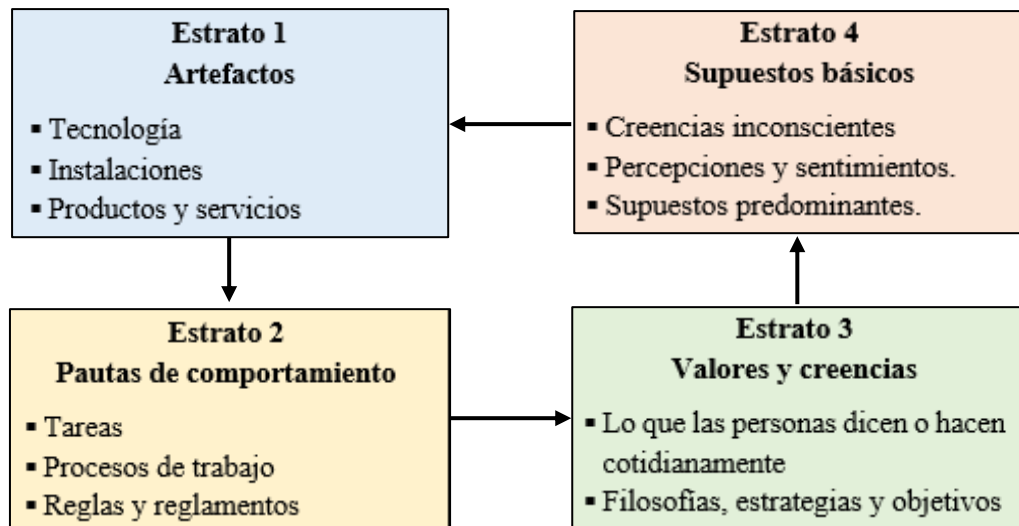 Estrato 1
Artefactos
▪ Tecnología
▪ Instalaciones
▪ Productos y servicios
Estrato 4
Supuestos básicos
▪ Creencias inconscientes
▪ Percepciones y sentimientos.
▪ Supuestos predominantes.
Estrato 2
Pautas de comportamiento
▪ Tareas
▪ Procesos de trabajo
▪ Reglas y reglamentos
Estrato 3
Valores y creencias
▪ Lo que las personas dicen o hacen
cotidianamente
▪ Filosofías, estrategias y objetivos